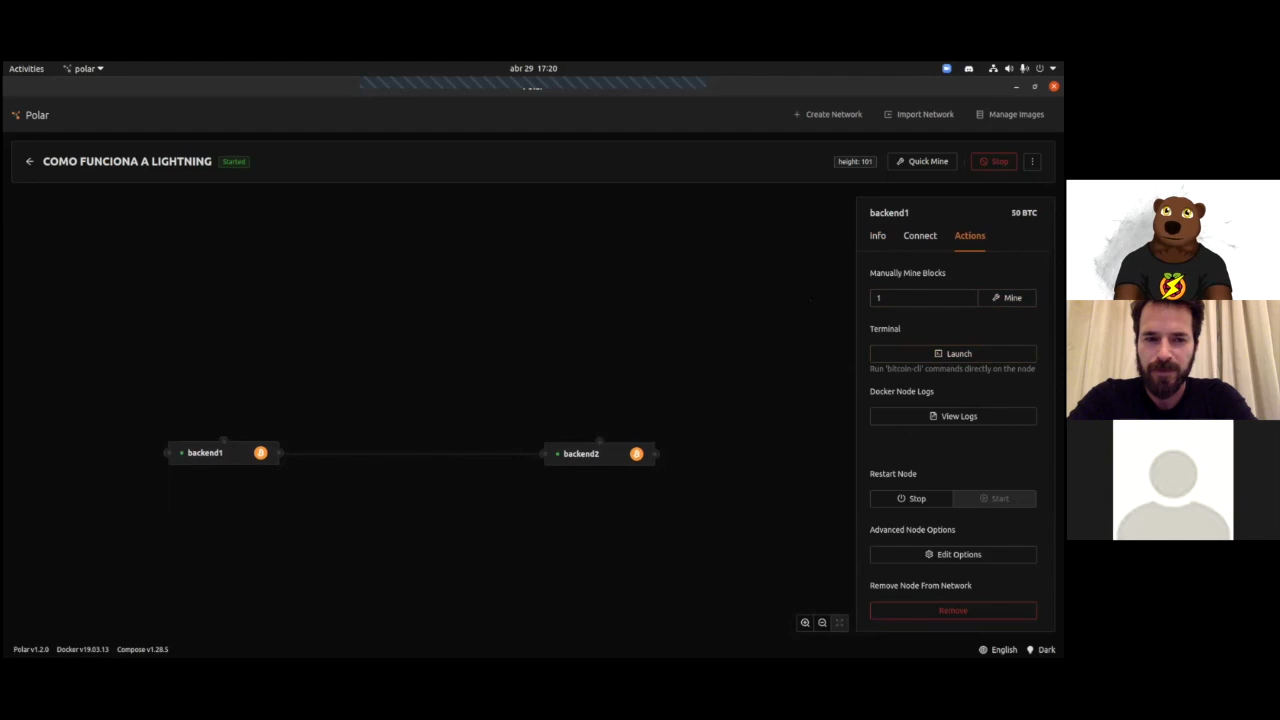 Activities
polar
abr 29 17:20
Polar
Create Network
Import Network
Manage Images
COMO FUNCIONA A LIGHTNING
Started
height: 101
Quick Mine
Stop
backend1
50 BTC
Info
Connect
Actions
Manually Mine Blocks
1
Mine
Terminal
Launch
Run 'bitcoin-cli' commands directly on the node
Docker Node Logs
View Logs
backend1
backend2
Restart Node
Stop
Start
Advanced Node Options
Edit Options
Remove Node From Network
Remove
Polar v1.2.0
Docker v19.03.13
Compose v1.28.5
English
Dark